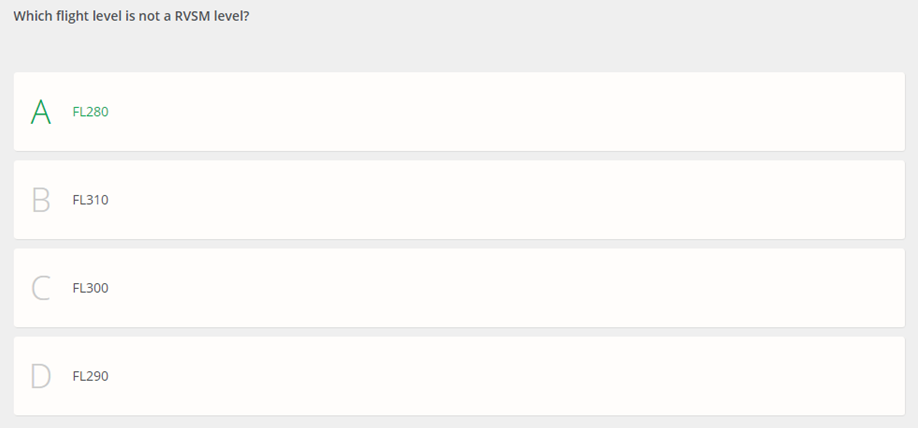 Which flight level is not a RVSM level?
A FL280
B FL310
C FL300
D FL290